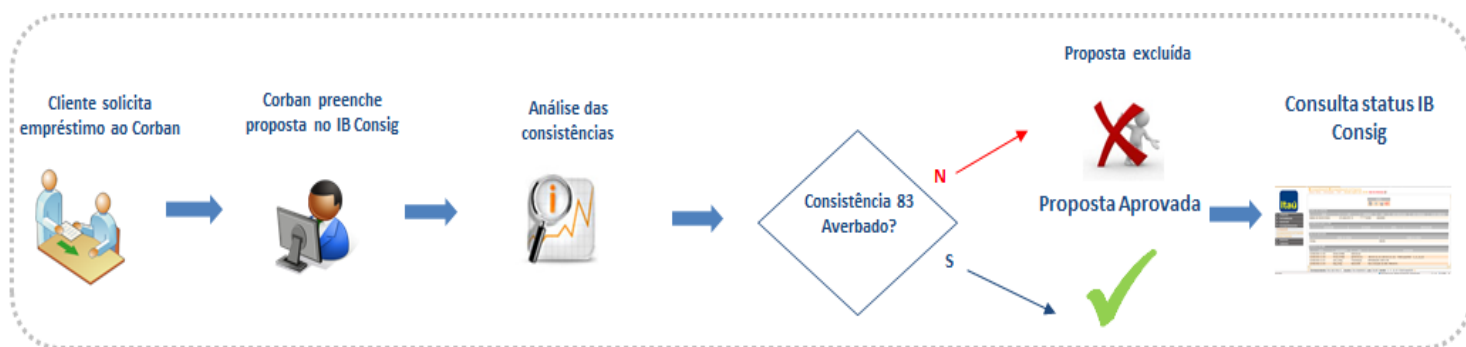 Cliente solicita
empréstimo ao Corban
Corban preenche
proposta no IB Consig
Análise das
consistências
Consistência 83
Averbado?
N
S
Proposta excluída
Proposta Aprovada
Consulta status IB
Consig
Itaú